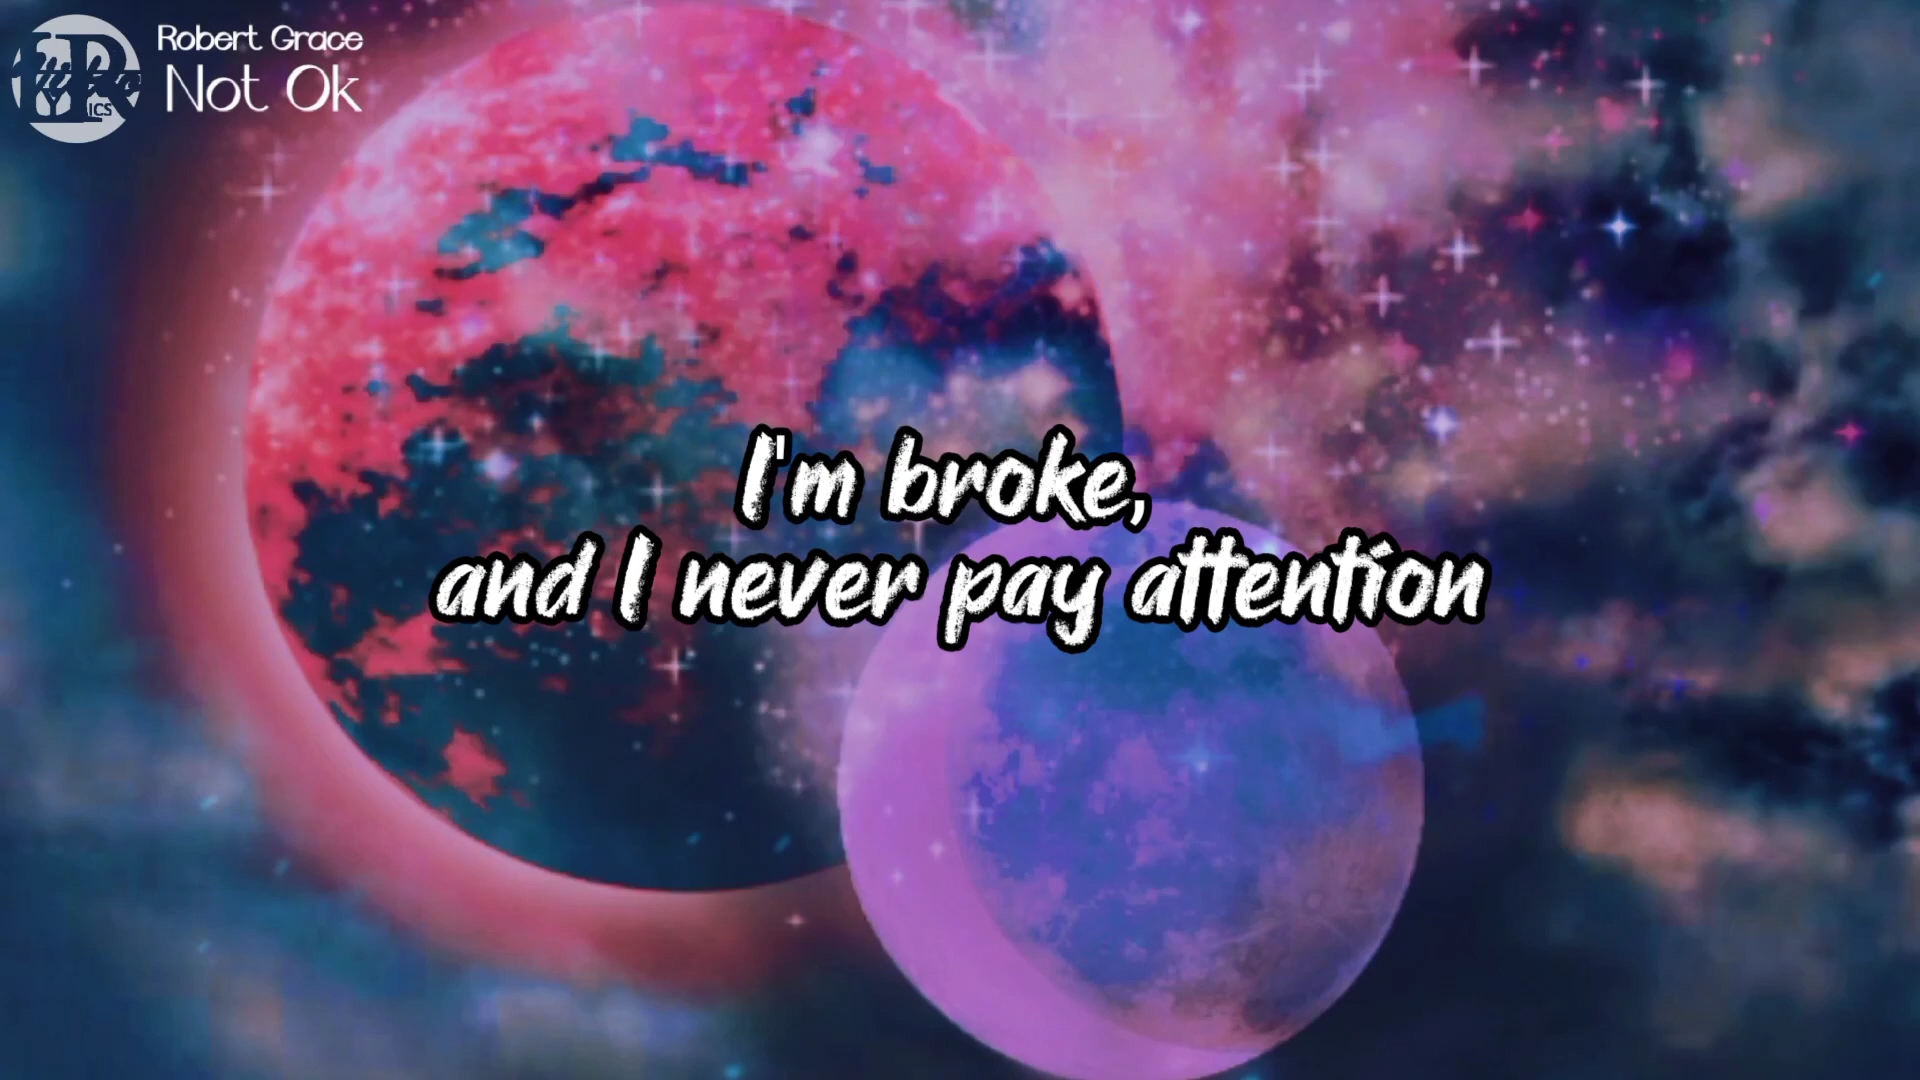 Robert Grace
Not Ok
I'm broke,
and I never pay attention